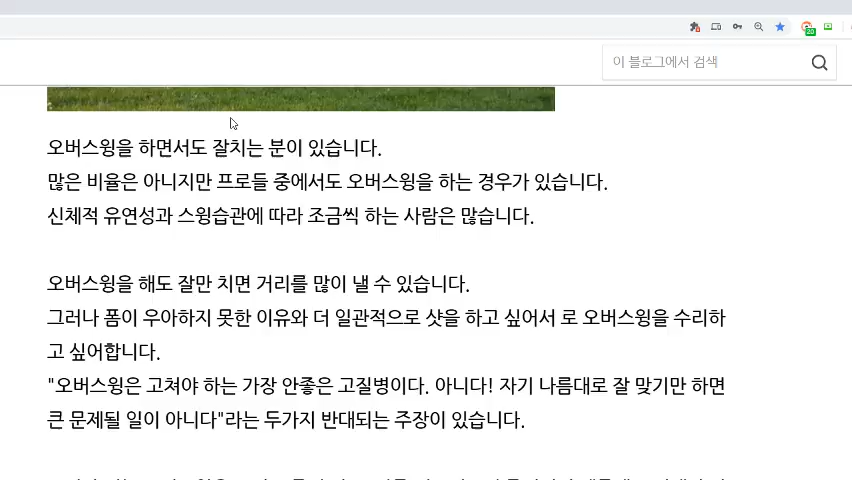 이 블로그에서 검색
오버스윙을 하면서도 잘치는 분이 있습니다.
많은 비율은 아니지만 프로들 중에서도 오버스윙을 하는 경우가 있습니다.
신체적 유연성과 스윙습관에 따라 조금씩 하는 사람은 많습니다.
오버스윙을 해도 잘만 치면 거리를 많이 낼 수 있습니다.
그러나 폼이 우아하지 못한 이유와 더 일관적으로 샷을 하고 싶어서 로 오버스윙을 수리하
고 싶어합니다.
"오버스윙은 고쳐야 하는 가장 안좋은 고질병이다. 아니다! 자기 나름대로 잘 맞기만 하면
큰 문제될 일이 아니다"라는 두가지 반대되는 주장이 있습니다.